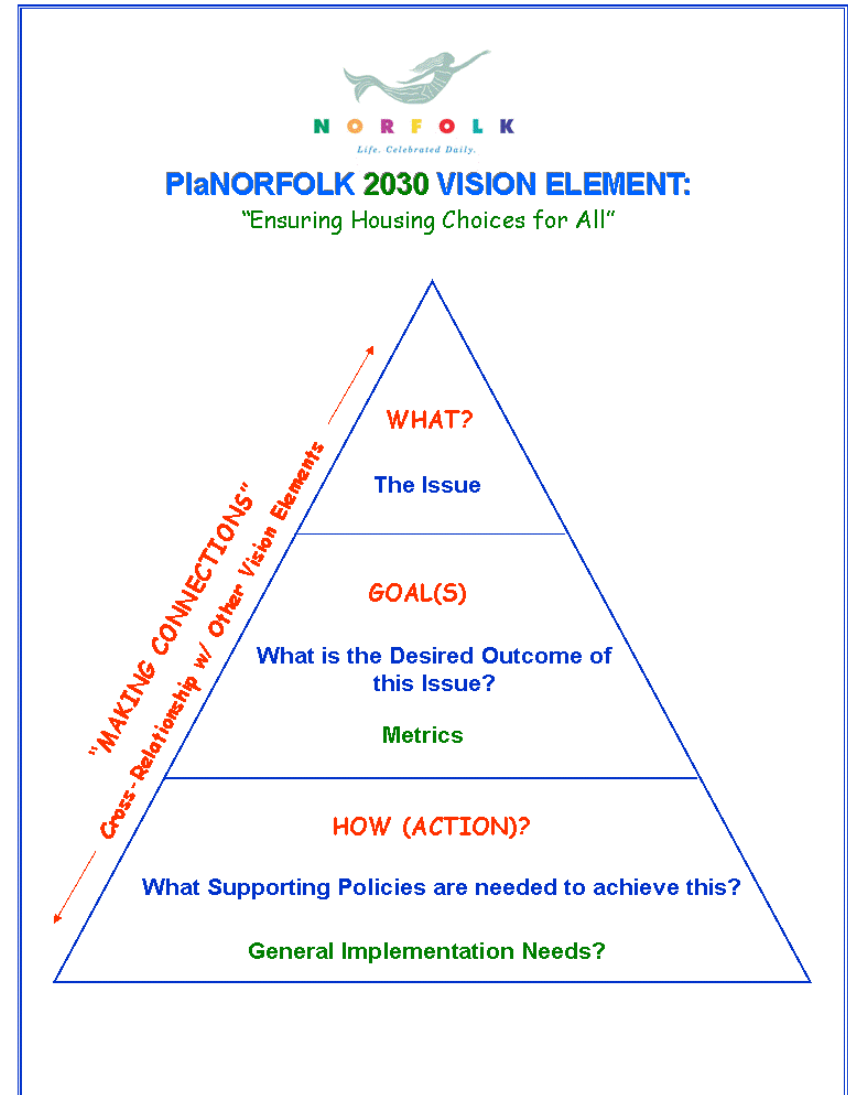 NORFOLK
Life. Celebrated Daily.
PlaNORFOLK 2030 VISION ELEMENT:
“Ensuring Housing Choices for All”
WHAT?
The Issue
"MAKING CONNECTIONS"
Cross-Relationship w/ Other Vision Elements
GOAL(S)
What is the Desired Outcome of
this Issue?
Metrics
HOW (ACTION)?
What Supporting Policies are needed to achieve this?
General Implementation Needs?